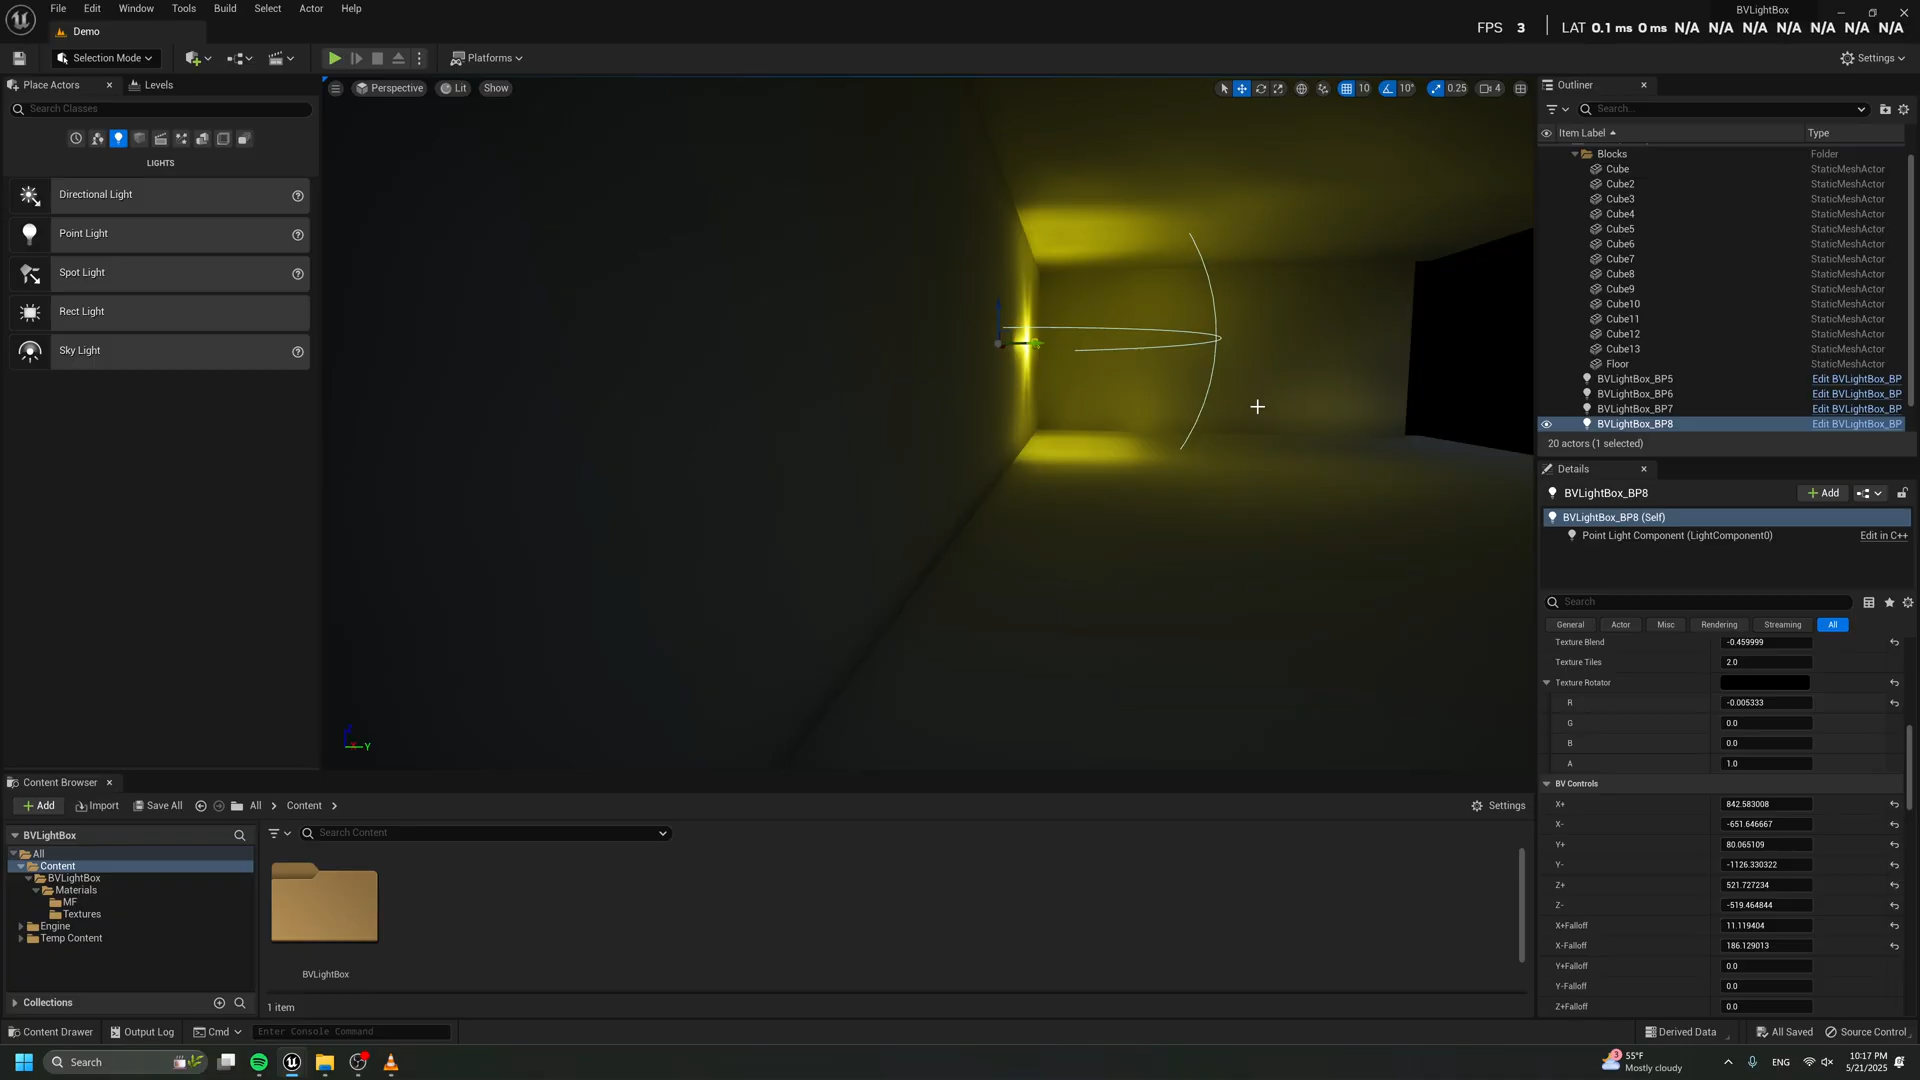 File Edit Window Tools Build Select Actor Help
BVLightBox
Demo
FPS 3 LAT 0.1 ms 0 ms N/A N/A N/A N/A N/A N/A N/A
Selection Mode
Platforms
Settings
Place Actors
Levels
Search Classes
LIGHTS
Directional Light
Point Light
Spot Light
Rect Light
Sky Light
Perspective
Lit
Show
10
10°
0.25
4
Y
Outliner
Search...
Item Label Type
Blocks Folder
Cube StaticMeshActor
Cube2 StaticMeshActor
Cube3 StaticMeshActor
Cube4 StaticMeshActor
Cube5 StaticMeshActor
Cube6 StaticMeshActor
Cube7 StaticMeshActor
Cube8 StaticMeshActor
Cube9 StaticMeshActor
Cube10 StaticMeshActor
Cube11 StaticMeshActor
Cube12 StaticMeshActor
Cube13 StaticMeshActor
Floor StaticMeshActor
BVLightBox_BP5 Edit BVLightBox_BP
BVLightBox_BP6 Edit BVLightBox_BP
BVLightBox_BP7 Edit BVLightBox_BP
BVLightBox_BP8 Edit BVLightBox_BP
20 actors (1 selected)
Details
BVLightBox_BP8
Add
BVLightBox_BP8 (Self)
Point Light Component (LightComponent0) Edit in C++
Search
General Actor Misc Rendering Streaming All
Texture Blend -0.459999
Texture Tiles 2.0
Texture Rotator
R -0.005333
G 0.0
B 0.0
A 1.0
BV Controls
X+ 842.583008
X- -651.646667
Y+ 80.065109
Y- -1126.330322
Z+ 521.727234
Z- -519.464844
X+Falloff 11.119404
X-Falloff 186.129013
Y+Falloff 0.0
Y-Falloff 0.0
Z+Falloff 0.0
Content Browser
Add Import Save All All Content Settings
BVLightBox
All
Content
BVLightBox
Materials
MF
Textures
Engine
Temp Content
Collections
Search Content
BVLightBox
1 item
Content Drawer Output Log Cmd Enter Console Command
Derived Data All Saved Source Control
Search
3
55°F
Mostly cloudy
ENG
10:17 PM
5/21/2025